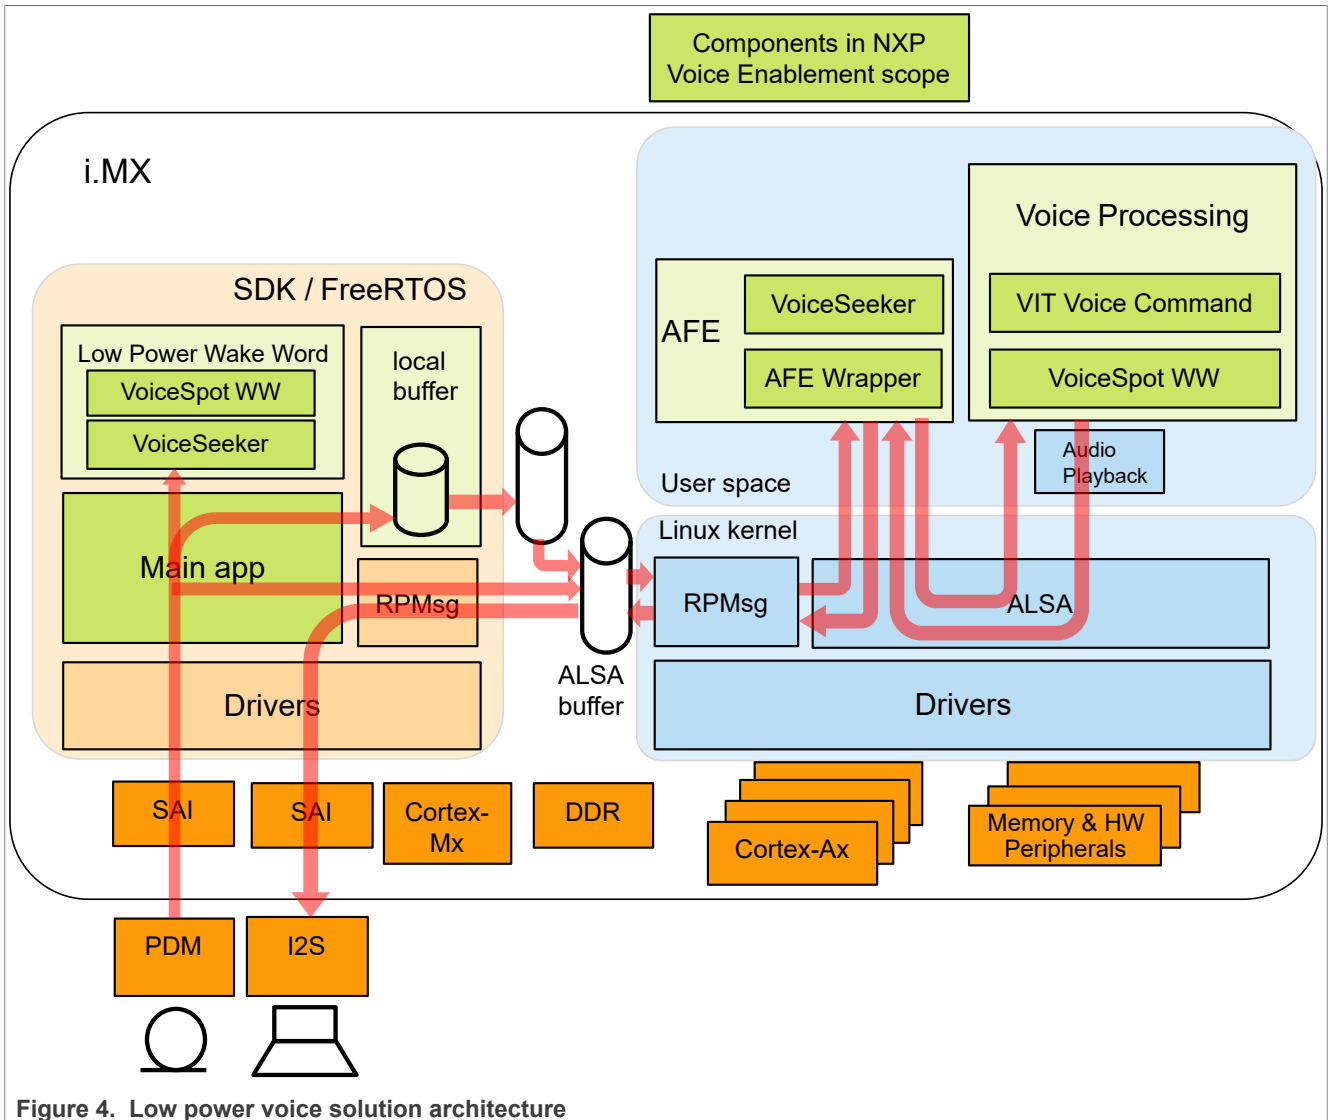 Components in NXP
Voice Enablement scope
i.MX
SDK / FreeRTOS
Low Power Wake Word
VoiceSpot WW
VoiceSeeker
local
buffer
Main app
RPMsg
Drivers
ALSA
buffer
Voice Processing
VIT Voice Command
VoiceSpot WW
AFE
VoiceSeeker
AFE Wrapper
Audio
Playback
User space
Linux kernel
RPMsg
ALSA
Drivers
SAI
SAI
Cortex-
Mx
DDR
Cortex-Ax
Memory & HW
Peripherals
PDM
I2S
Figure 4. Low power voice solution architecture